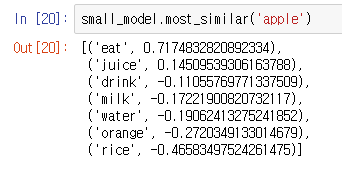 In [20]: small_model.most_similar('apple')
Out[20]: [('eat', 0.7174832820892334),
('juice', 0.14509539306163788),
('drink', -0.11055769771337509),
('milk', -0.17221900820732117),
('water', -0.19062413275241852),
('orange', -0.2720349133014679),
('rice', -0.46583497524261475)]